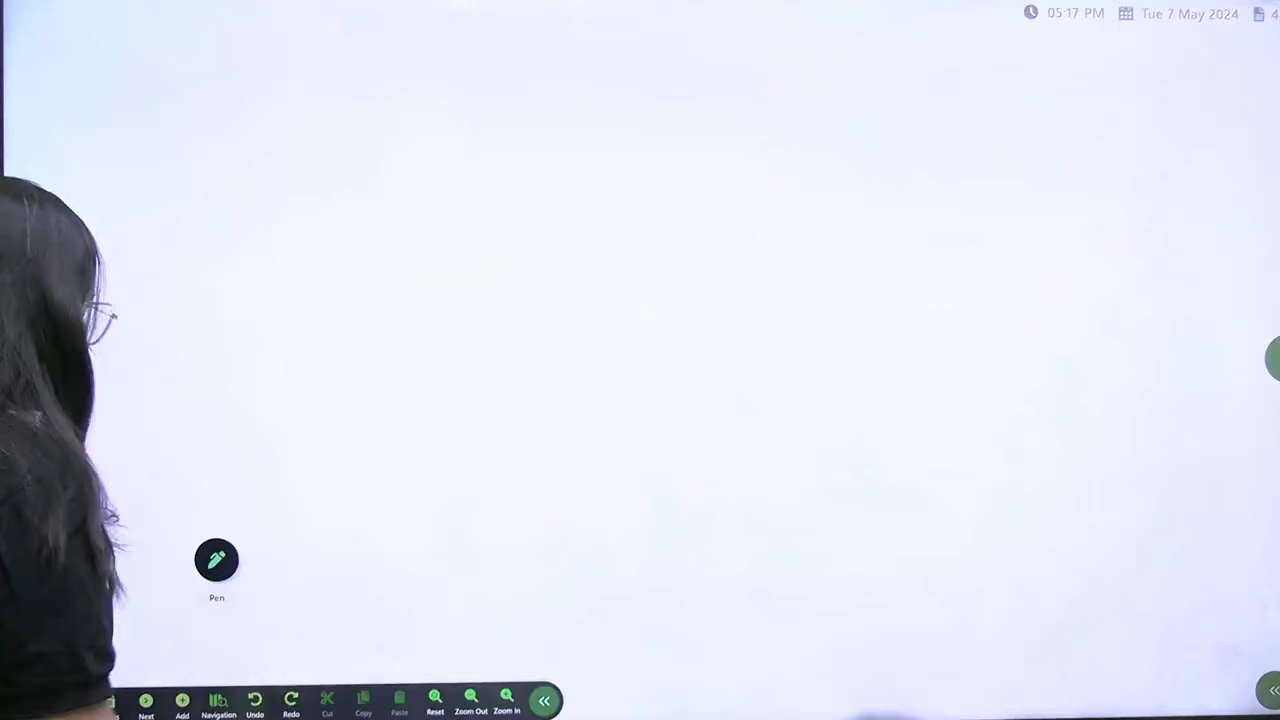 05:17 PM Tue 7 May 2024 4
Pen
Next Add Navigation Undo Redo Cut Copy Paste Reset Zoom Out Zoom In